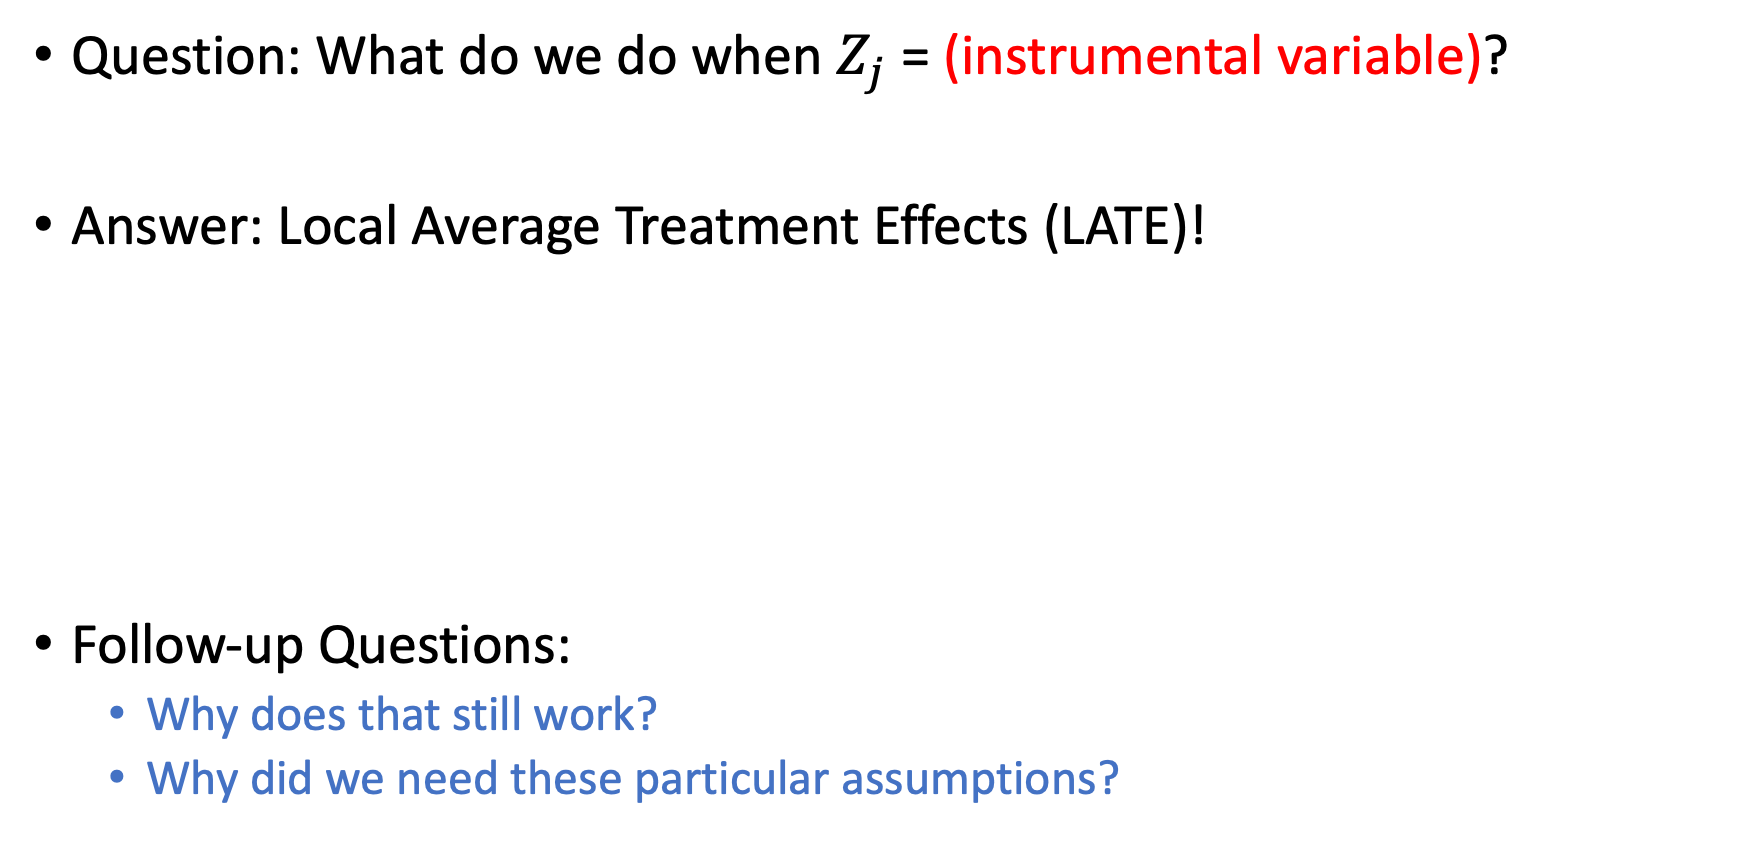 • Question: What do we do when Z_j = (instrumental variable)?
• Answer: Local Average Treatment Effects (LATE)!
• Follow-up Questions:
• Why does that still work?
• Why did we need these particular assumptions?